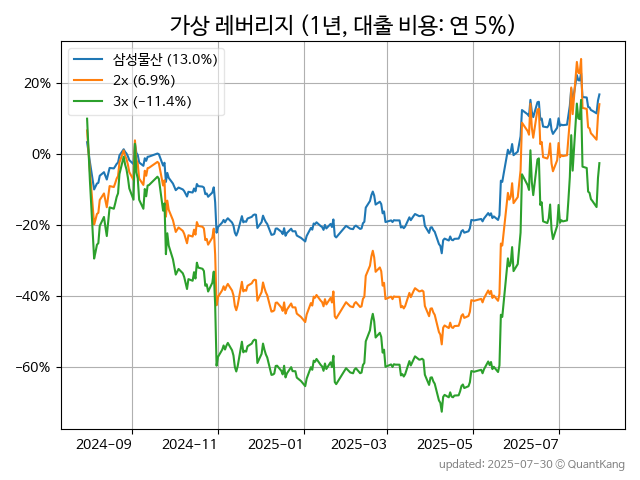 가상 레버리지 (1년, 대출 비용: 연 5%)
삼성물산 (13.0%)
2x (6.9%)
3x (−11.4%)
20%
0%
−20%
−40%
−60%
2024-09 2024-11 2025-01 2025-03 2025-05 2025-07
updated: 2025-07-30 © QuantKang